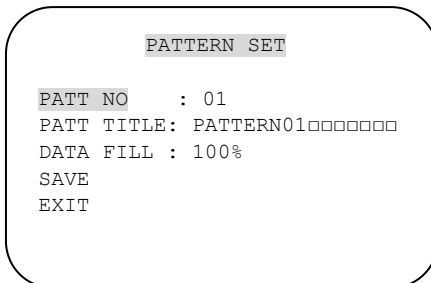 PATTERN SET
PATT NO : 01
PATT TITLE: PATTERN01□□□□□□□
DATA FILL : 100%
SAVE
EXIT